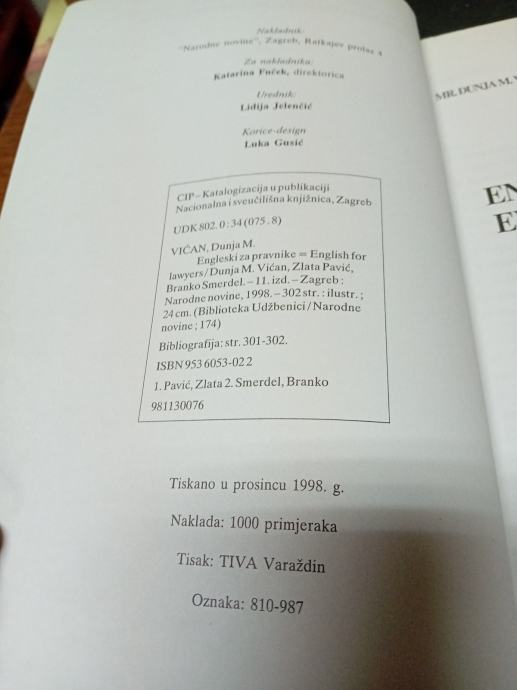 Nakladnik:
"Narodne novine", Zagreb, Ratkajev prolaz 4
Za nakladnika:
Katarina Fuček, direktorica
Urednik:
Lidija Jelenčić
Korice-design
Luka Gusić
CIP – Katalogizacija u publikaciji
Nacionalna i sveučilišna knjižnica, Zagreb
UDK 802.0:34(075.8)
VIĆAN, Dunja M.
Engleski za pravnike = English for
lawyers / Dunja M. Vićan, Zlata Pavić,
Branko Smerdel. – 11. izd. – Zagreb :
Narodne novine, 1998. – 302 str. : ilustr. ;
24 cm. (Biblioteka Udžbenici / Narodne
novine ; 174)
Bibliografija: str. 301-302.
ISBN 953 6053-02 2
1. Pavić, Zlata 2. Smerdel, Branko
981130076
Tiskano u prosincu 1998. g.
Naklada: 1000 primjeraka
Tisak: TIVA Varaždin
Oznaka: 810-987
MR. DUNJA M.